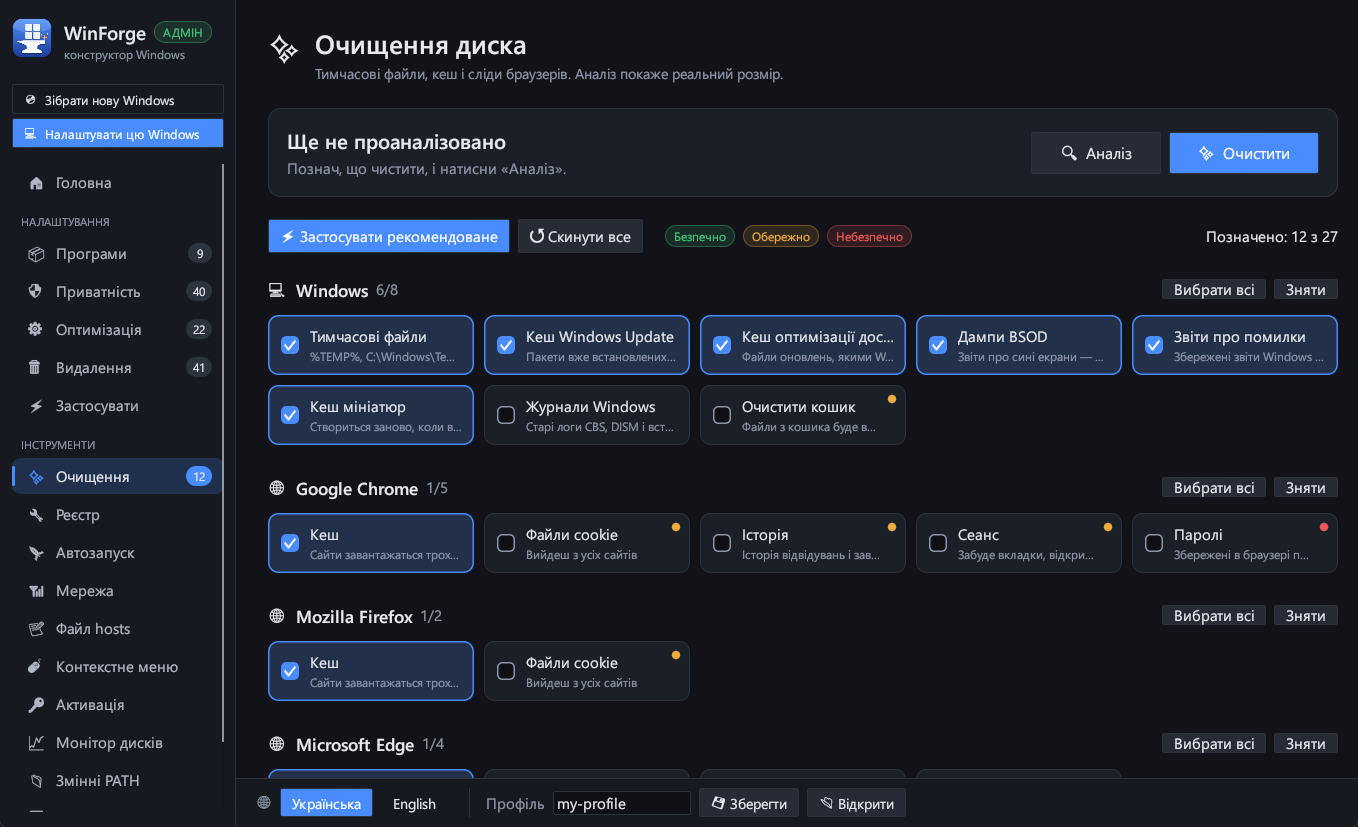 WinForge АДМІН
конструктор Windows
Зібрати нову Windows
Налаштувати цю Windows
Головна
НАЛАШТУВАННЯ
Програми 9
Приватність 40
Оптимізація 22
Видалення 41
Застосувати
ІНСТРУМЕНТИ
Очищення 12
Реєстр
Автозапуск
Мережа
Файл hosts
Контекстне меню
Активація
Монітор дисків
Змінні PATH
Очищення диска
Тимчасові файли, кеш і сліди браузерів. Аналіз покаже реальний розмір.
Ще не проаналізовано
Познач, що чистити, і натисни «Аналіз».
Аналіз
Очистити
Застосувати рекомендоване
Скинути все
Безпечно
Обережно
Небезпечно
Позначено: 12 з 27
Windows 6/8
Вибрати всі
Зняти
Тимчасові файли
%TEMP%, C:\Windows\Te...
Кеш Windows Update
Пакети вже встановлених...
Кеш оптимізації дос...
Файли оновлень, якими W...
Дампи BSOD
Звіти про сині екрани — ...
Звіти про помилки
Збережені звіти Windows ...
Кеш мініатюр
Створиться заново, коли в...
Журнали Windows
Старі логи CBS, DISM і вст...
Очистити кошик
Файли з кошика буде в...
Google Chrome 1/5
Вибрати всі
Зняти
Кеш
Сайти завантажаться трох...
Файли cookie
Вийдеш з усіх сайтів
Історія
Історія відвідувань і зав...
Сеанс
Забуде вкладки, відкри...
Паролі
Збережені в браузері п...
Mozilla Firefox 1/2
Вибрати всі
Зняти
Кеш
Сайти завантажаться трох...
Файли cookie
Вийдеш з усіх сайтів
Microsoft Edge 1/4
Вибрати всі
Зняти
Українська
English
Профіль
my-profile
Зберегти
Відкрити